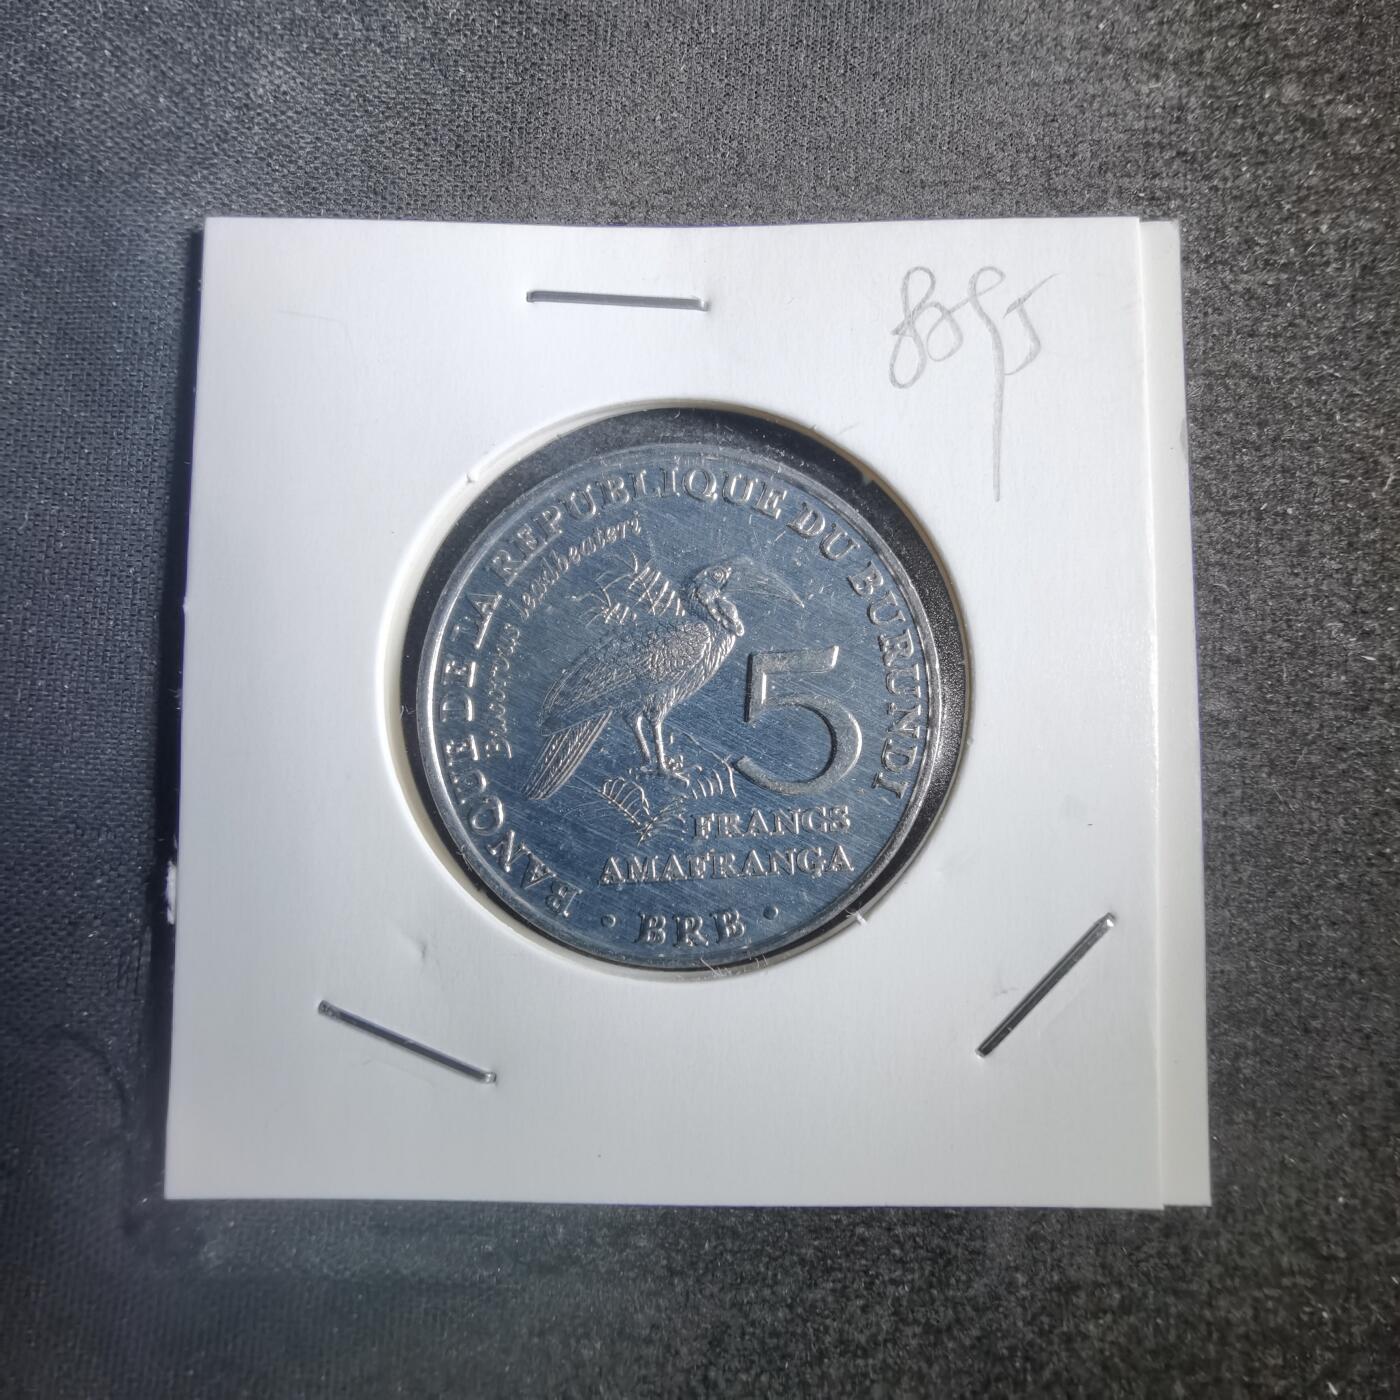 BANQUE DE LA REPUBLIQUE DU BURUNDI
Bucorvus leadbeateri
5
FRANCS
AMAFRANGA
• BRB •